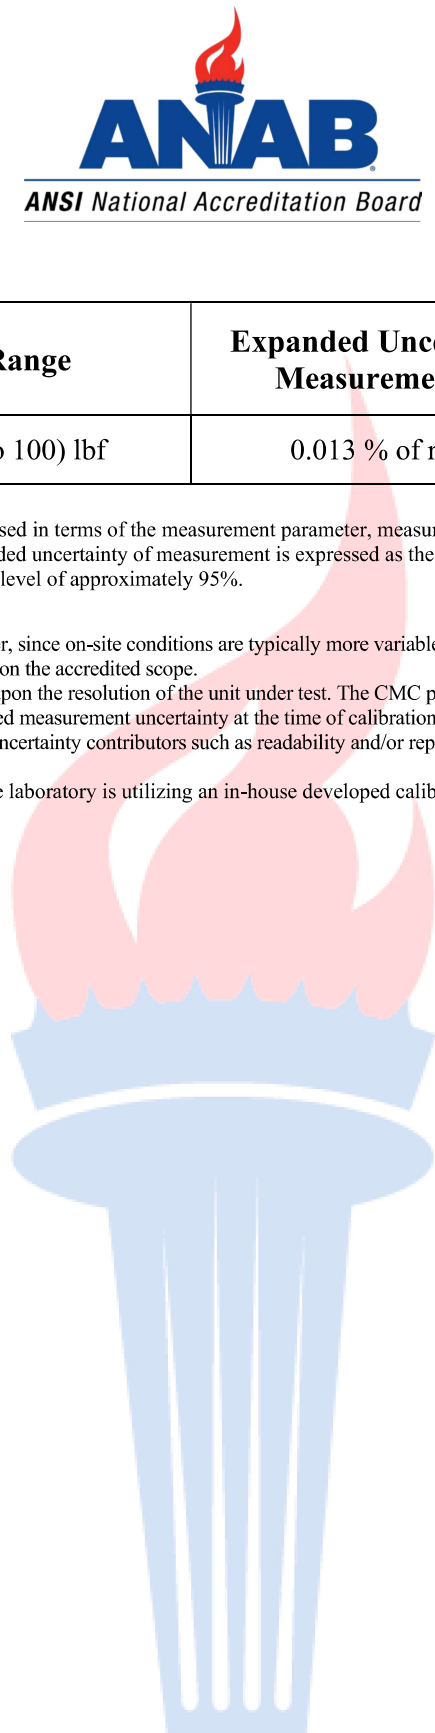 ANAB
ANSI National Accreditation Board
Range
Expanded
Measureme
100) lbf
0.013 % of
sed in terms of the measurement parameter, measur
ded uncertainty of measurement is expressed as the
level of approximately 95%.
r, since on-site conditions are typically more variable
on the accredited scope.
upon the resolution of the unit under test. The CMC p
ed measurement uncertainty at the time of calibration
ncertainty contributors such as readability and/or rep
e laboratory is utilizing an in-house developed calib